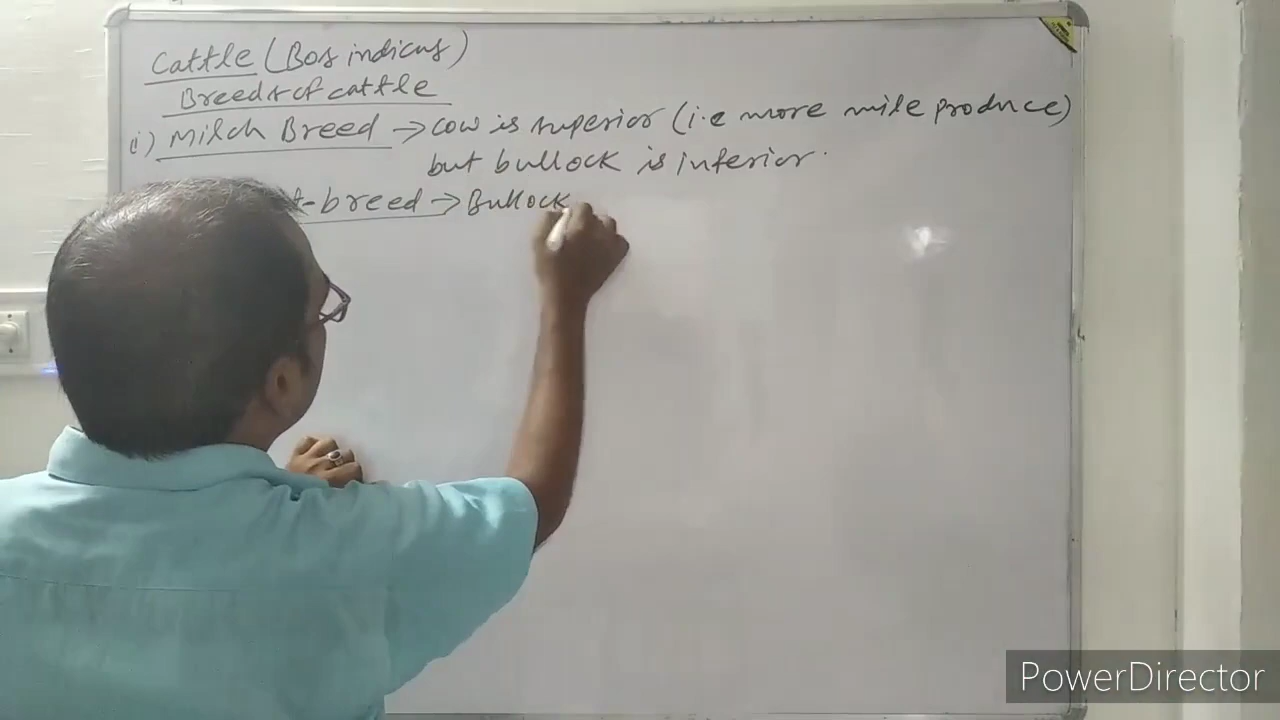 Cattle (Bos indicus)
Breeds of cattle
(i) Milch Breed → cow is superior (i.e more mile produce)
but bullock is inferior.
t-breed → Bullock
PowerDirector